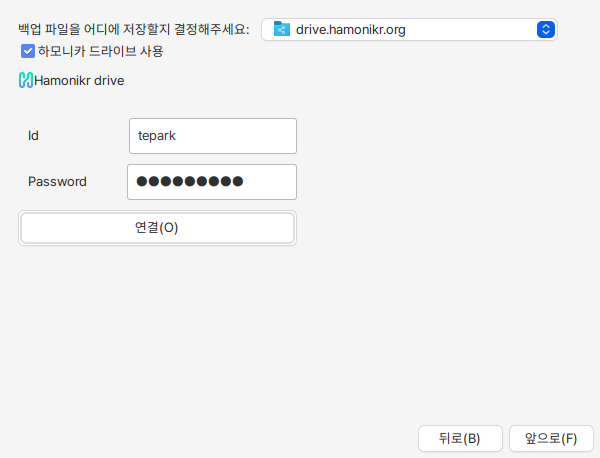 백업 파일을 어디에 저장할지 결정해주세요: drive.hamonikr.org
하모니카 드라이브 사용
Hamonikr drive
Id tepark
Password ●●●●●●●●●
연결(O)
뒤로(B) 앞으로(F)